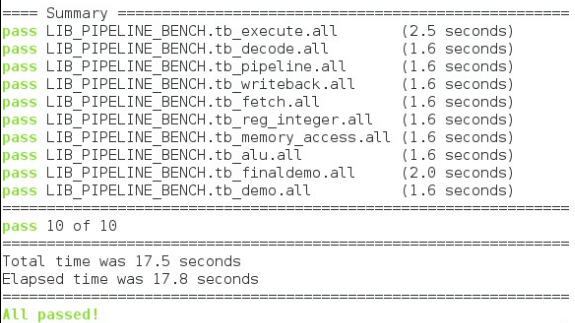 ==== Summary ====================================================
pass LIB_PIPELINE_BENCH.tb_execute.all       (2.5 seconds)
pass LIB_PIPELINE_BENCH.tb_decode.all        (1.6 seconds)
pass LIB_PIPELINE_BENCH.tb_pipeline.all      (1.6 seconds)
pass LIB_PIPELINE_BENCH.tb_writeback.all     (1.6 seconds)
pass LIB_PIPELINE_BENCH.tb_fetch.all         (1.6 seconds)
pass LIB_PIPELINE_BENCH.tb_reg_integer.all   (1.6 seconds)
pass LIB_PIPELINE_BENCH.tb_memory_access.all (1.6 seconds)
pass LIB_PIPELINE_BENCH.tb_alu.all           (1.6 seconds)
pass LIB_PIPELINE_BENCH.tb_finaldemo.all     (2.0 seconds)
pass LIB_PIPELINE_BENCH.tb_demo.all          (1.6 seconds)
=================================================================
pass 10 of 10
=================================================================
Total time was 17.5 seconds
Elapsed time was 17.8 seconds
=================================================================
All passed!